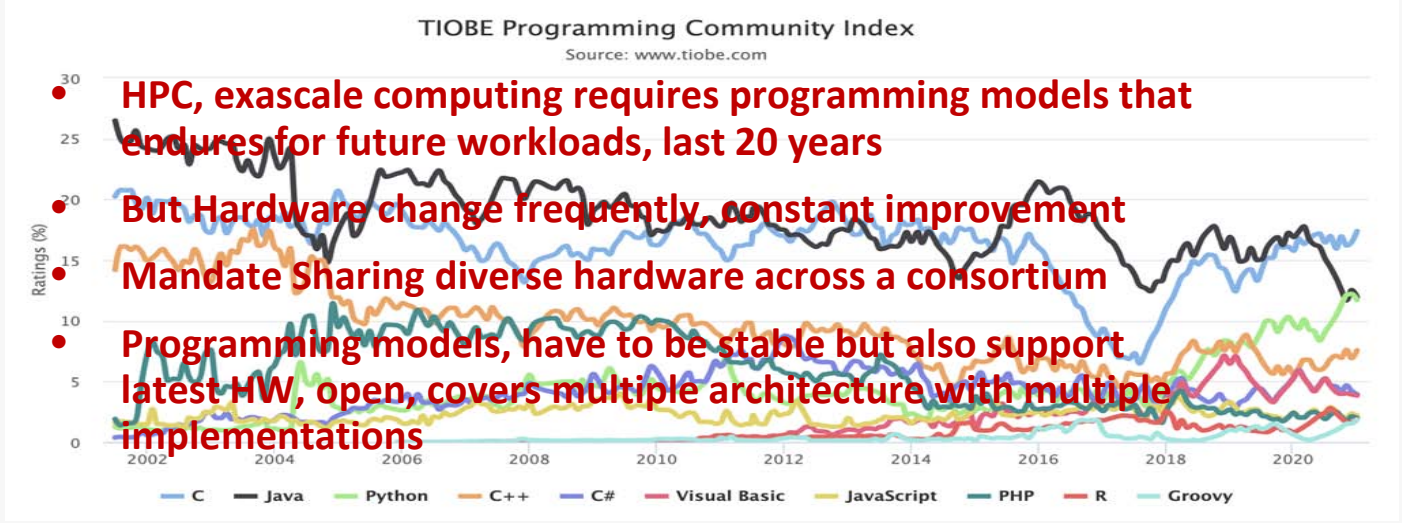 TIOBE Programming Community Index
Source: www.tiobe.com
30
• HPC, exascale computing requires programming models that
endures for future workloads, last 20 years
25
20
• But Hardware change frequently, constant improvement
Ratings (%)
15
• Mandate Sharing diverse hardware across a consortium
10
• Programming models, have to be stable but also support
5
latest HW, open, covers multiple architecture with multiple
0
implementations
2002 2004 2006 2008 2010 2012 2014 2016 2018 2020
C Java Python C++ C# Visual Basic JavaScript PHP R Groovy